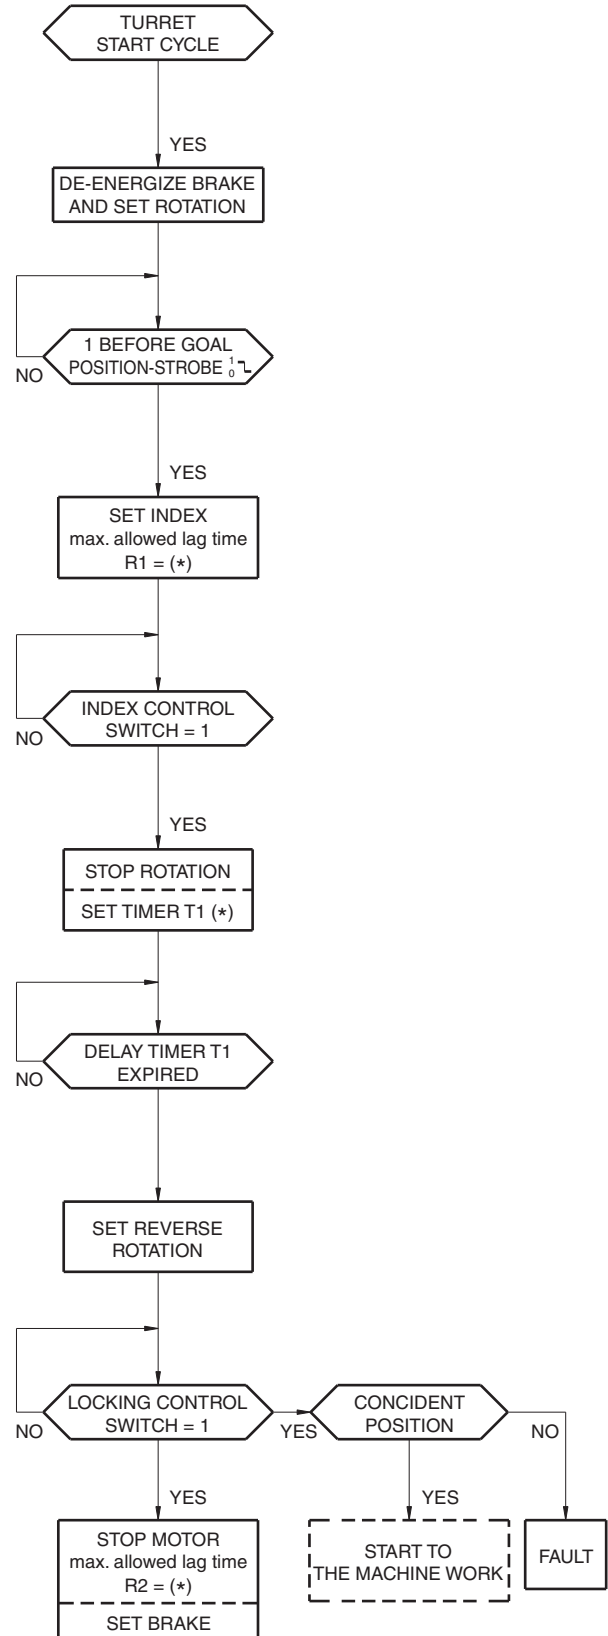 TURRET
START CYCLE
YES
DE-ENERGIZE BRAKE
AND SET ROTATION
1 BEFORE GOAL
POSITION-STROBE 1 0
NO
YES
SET INDEX
max. allowed lag time
R1 = (*)
INDEX CONTROL
SWITCH = 1
NO
YES
STOP ROTATION
SET TIMER T1 (*)
DELAY TIMER T1
EXPIRED
NO
SET REVERSE
ROTATION
LOCKING CONTROL
SWITCH = 1
NO
YES
CONCIDENT
POSITION
NO
YES
YES
STOP MOTOR
max. allowed lag time
R2 = (*)
SET BRAKE
START TO
THE MACHINE WORK
FAULT